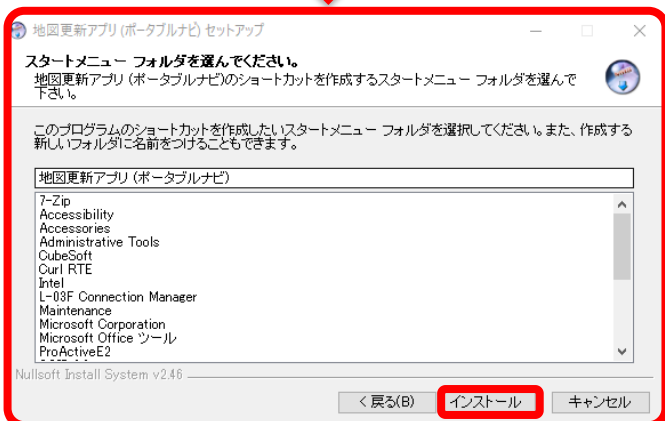 地図更新アプリ (ポータブルナビ) セットアップ
スタートメニュー フォルダを選んでください。
地図更新アプリ (ポータブルナビ)のショートカットを作成するスタートメニュー フォルダを選んで
下さい。
このプログラムのショートカットを作成したいスタートメニュー フォルダを選択してください。また、作成する
新しいフォルダに名前をつけることもできます。
地図更新アプリ (ポータブルナビ)
7-Zip
Accessibility
Accessories
Administrative Tools
CubeSoft
Curl RTE
Intel
L-03F Connection Manager
Maintenance
Microsoft Corporation
Microsoft Office ツール
ProActiveE2
Nullsoft Install System v2.46
< 戻る(B) インストール キャンセル